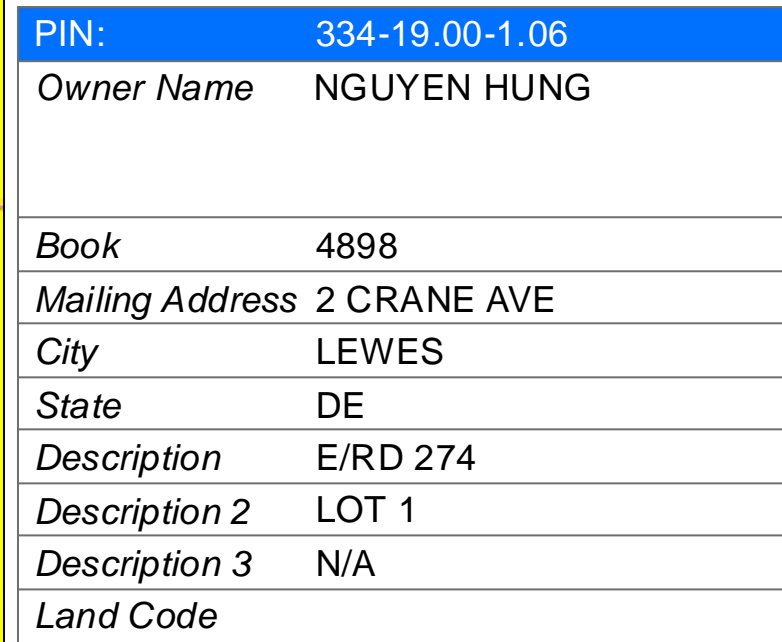 PIN: 334-19.00-1.06
Owner Name NGUYEN HUNG
Book 4898
Mailing Address 2 CRANE AVE
City LEWES
State DE
Description E/RD 274
Description 2 LOT 1
Description 3 N/A
Land Code